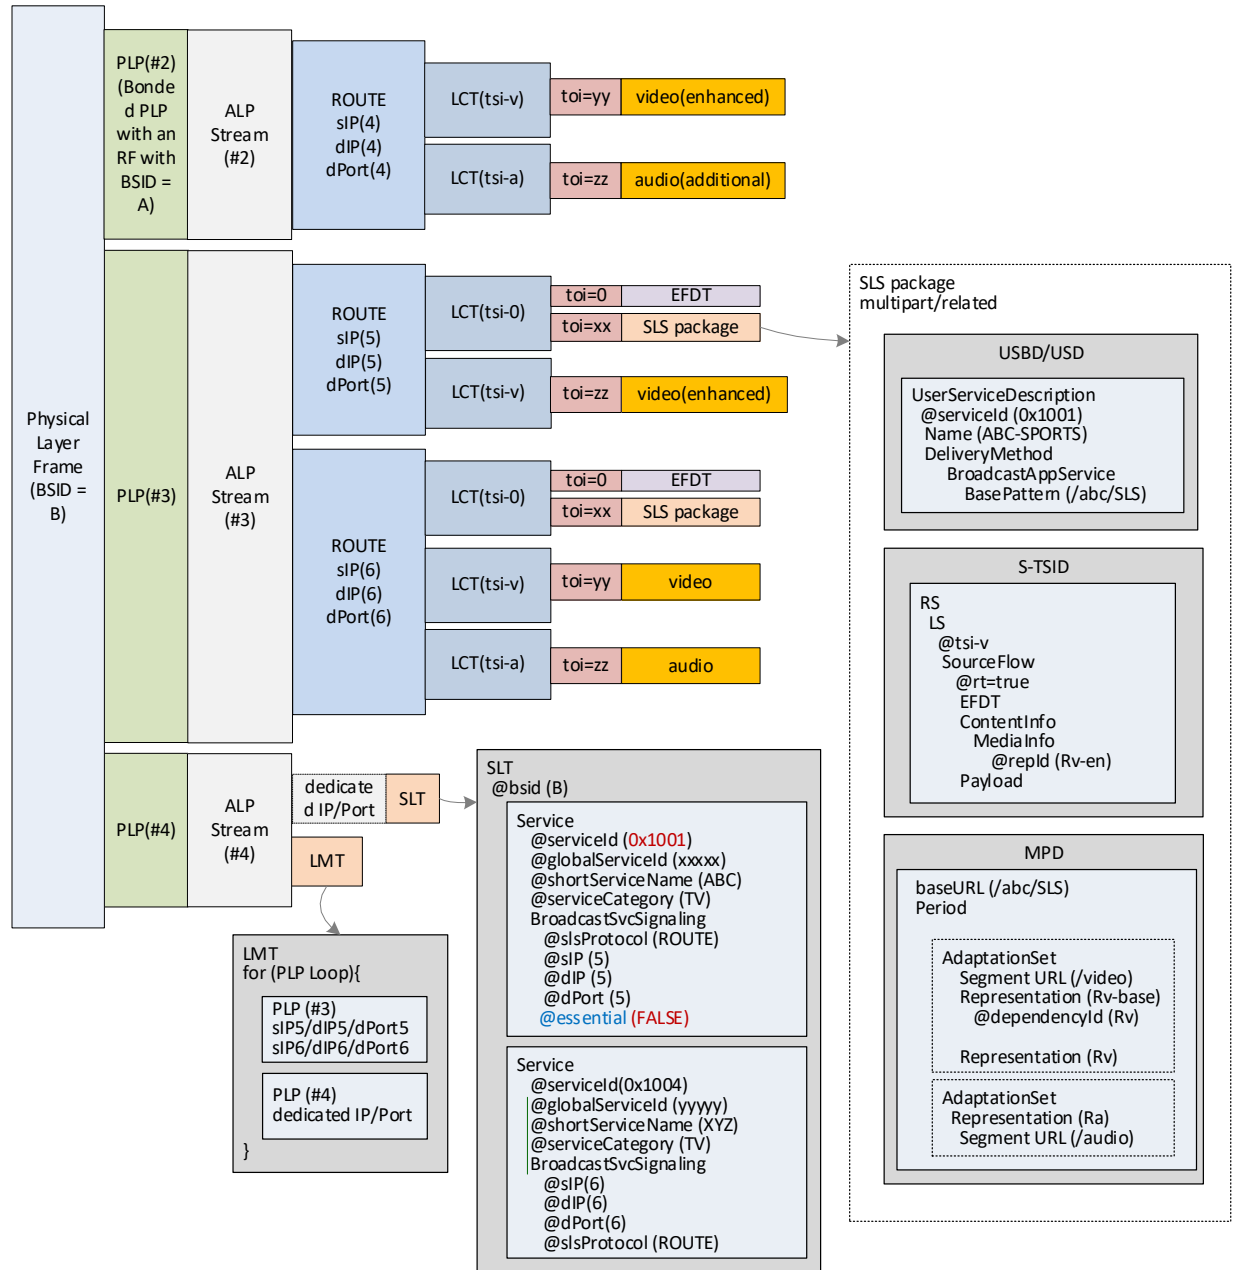 Physical
Layer
Frame
(BSID =
B)
PLP(#2)
(Bonde
d PLP
with an
RF with
BSID =
A)
ALP
Stream
(#2)
ROUTE
sIP(4)
dIP(4)
dPort(4)
LCT(tsi-v)
toi=yy
video(enhanced)
LCT(tsi-a)
toi=zz
audio(additional)
PLP(#3)
ALP
Stream
(#3)
ROUTE
sIP(5)
dIP(5)
dPort(5)
LCT(tsi-0)
toi=0
EFDT
toi=xx
SLS package
LCT(tsi-v)
toi=zz
video(enhanced)
ROUTE
sIP(6)
dIP(6)
dPort(6)
LCT(tsi-0)
toi=0
EFDT
toi=xx
SLS package
LCT(tsi-v)
toi=yy
video
LCT(tsi-a)
toi=zz
audio
PLP(#4)
ALP
Stream
(#4)
dedicate
d IP/Port
SLT
LMT
LMT
for (PLP Loop){
PLP (#3)
sIP5/dIP5/dPort5
sIP6/dIP6/dPort6
PLP (#4)
dedicated IP/Port
}
SLT
@bsid (B)
Service
@serviceId (0x1001)
@globalServiceId (xxxxx)
@shortServiceName (ABC)
@serviceCategory (TV)
BroadcastSvcSignaling
@slsProtocol (ROUTE)
@sIP (5)
@dIP (5)
@dPort (5)
@essential (FALSE)
Service
@serviceId(0x1004)
@globalServiceId (yyyyy)
@shortServiceName (XYZ)
@serviceCategory (TV)
BroadcastSvcSignaling
@sIP(6)
@dIP(6)
@dPort(6)
@slsProtocol (ROUTE)
SLS package
multipart/related
USBD/USD
UserServiceDescription
@serviceId (0x1001)
Name (ABC-SPORTS)
DeliveryMethod
BroadcastAppService
BasePattern (/abc/SLS)
S-TSID
RS
LS
@tsi-v
SourceFlow
@rt=true
EFDT
ContentInfo
MediaInfo
@repId (Rv-en)
Payload
MPD
baseURL (/abc/SLS)
Period
AdaptationSet
Segment URL (/video)
Representation (Rv-base)
@dependencyId (Rv)
Representation (Rv)
AdaptationSet
Representation (Ra)
Segment URL (/audio)